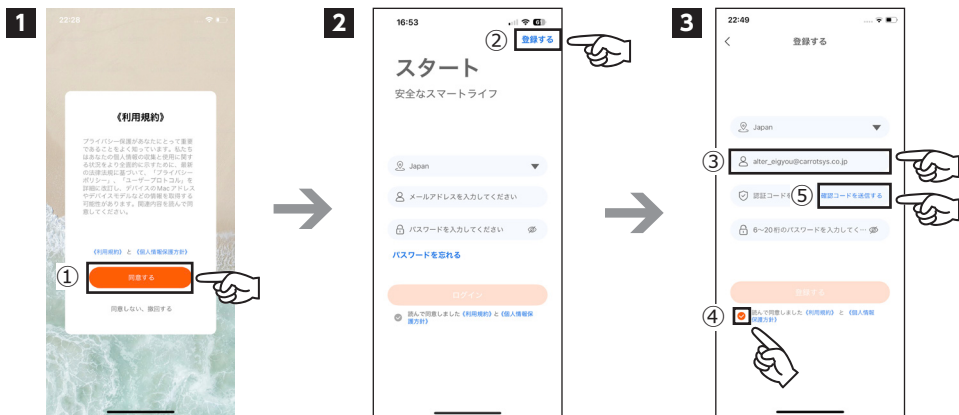 1
22:28
《利用規約》
プライバシー保護があなたにとって重要
であることをよく知っています。私たち
はあなたの個人情報の収集と使用に関す
る状況をより全面的に示すために、最新
の法律法規に基づいて、「プライバシー
ポリシー」、「ユーザープロトコル」を
詳細に改訂し、デバイスのMacアドレス
やデバイスモデルなどの情報を取得する
可能性があります。関連内容を読んで同
意してください。
《利用規約》 と 《個人情報保護方針》
① 同意する
同意しない、撤回する
2
16:53
② 登録する
スタート
安全なスマートライフ
Japan
メールアドレスを入力してください
パスワードを入力してください
パスワードを忘れる
ログイン
読んで同意しました《利用規約》と《個人情報保
護方針》
3
22:49
登録する
Japan
③ alter_eigyou@carrotsys.co.jp
認証コードを ⑤ 確認コードを送信する
6〜20桁のパスワードを入力してく…
登録する
④ 読んで同意しました《利用規約》 と 《個人情報
保護方針》